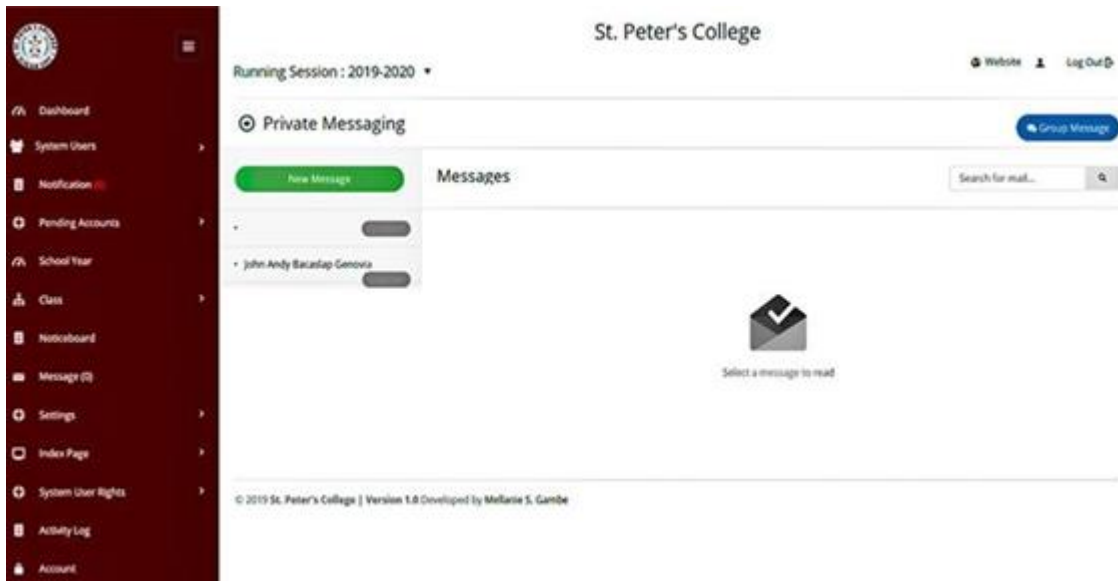 St. Peter's College
Running Session : 2019-2020
Website
Log Out
Dashboard
System Users
Notification
Pending Accounts
School Year
Class
Noticeboard
Message (0)
Settings
Index Page
System User Rights
Activity Log
Account
Private Messaging
Group Message
New Message
Messages
Search for mail...
John Andy Bacaslap Genovia
Select a message to read
© 2019 St. Peter's College | Version 1.0 Developed by Mellanie S. Gambe